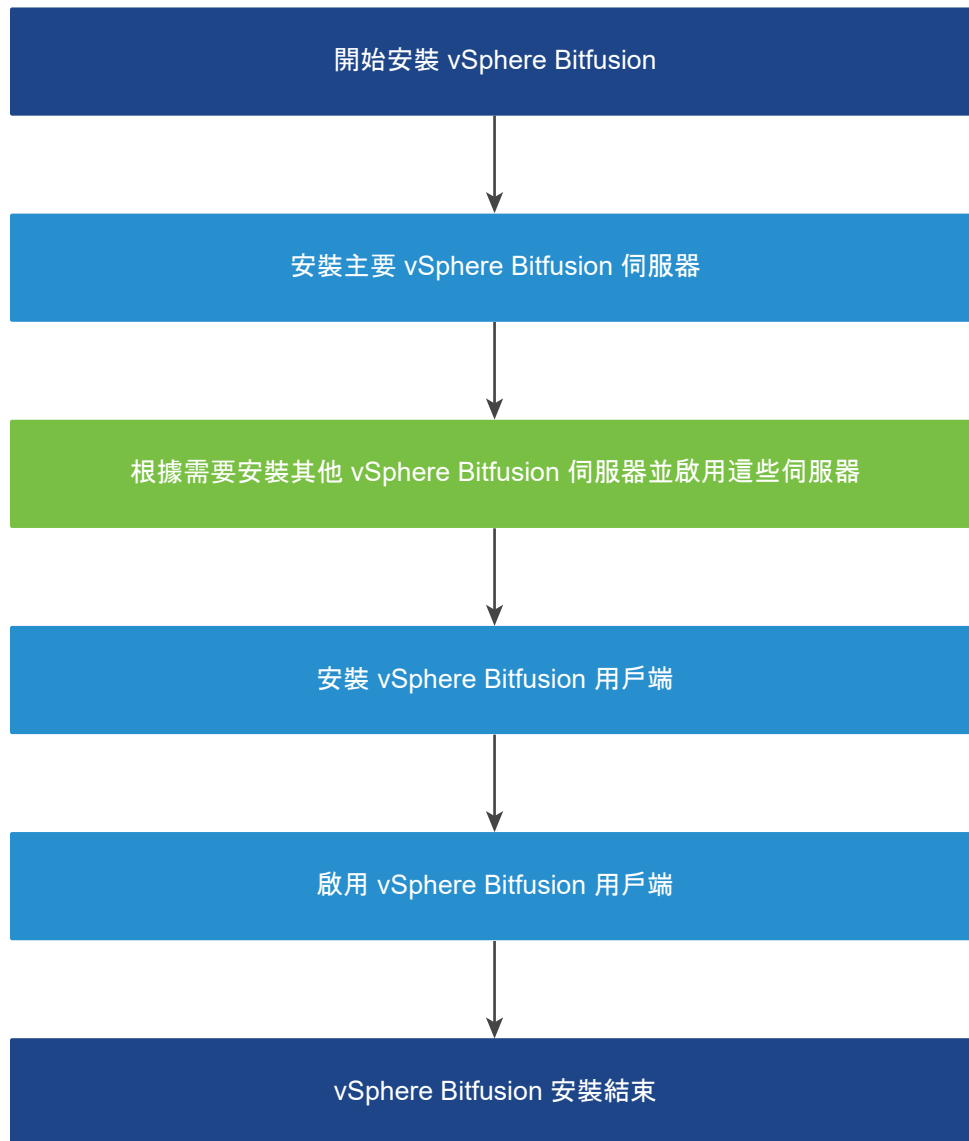 開始安裝 vSphere Bitfusion
安裝主要 vSphere Bitfusion 伺服器
根據需要安裝其他 vSphere Bitfusion 伺服器並啟用這些伺服器
安裝 vSphere Bitfusion 用戶端
啟用 vSphere Bitfusion 用戶端
vSphere Bitfusion 安裝結束